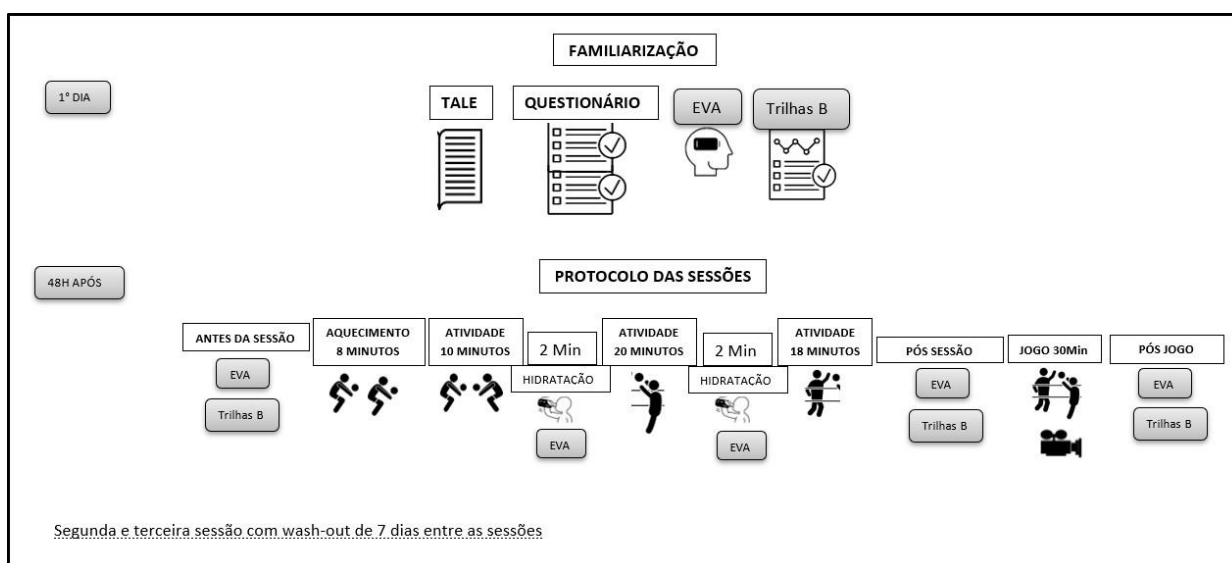 FAMILIARIZAÇÃO
1° DIA
TALE
QUESTIONÁRIO
EVA
Trilhas B
48H APÓS
PROTOCOLO DAS SESSÕES
ANTES DA SESSÃO
EVA
Trilhas B
AQUECIMENTO
8 MINUTOS
ATIVIDADE
10 MINUTOS
2 Min
HIDRATAÇÃO
EVA
ATIVIDADE
20 MINUTOS
2 Min
HIDRATAÇÃO
EVA
ATIVIDADE
18 MINUTOS
PÓS SESSÃO
EVA
Trilhas B
JOGO 30Min
PÓS JOGO
EVA
Trilhas B
Segunda e terceira sessão com wash-out de 7 dias entre as sessões